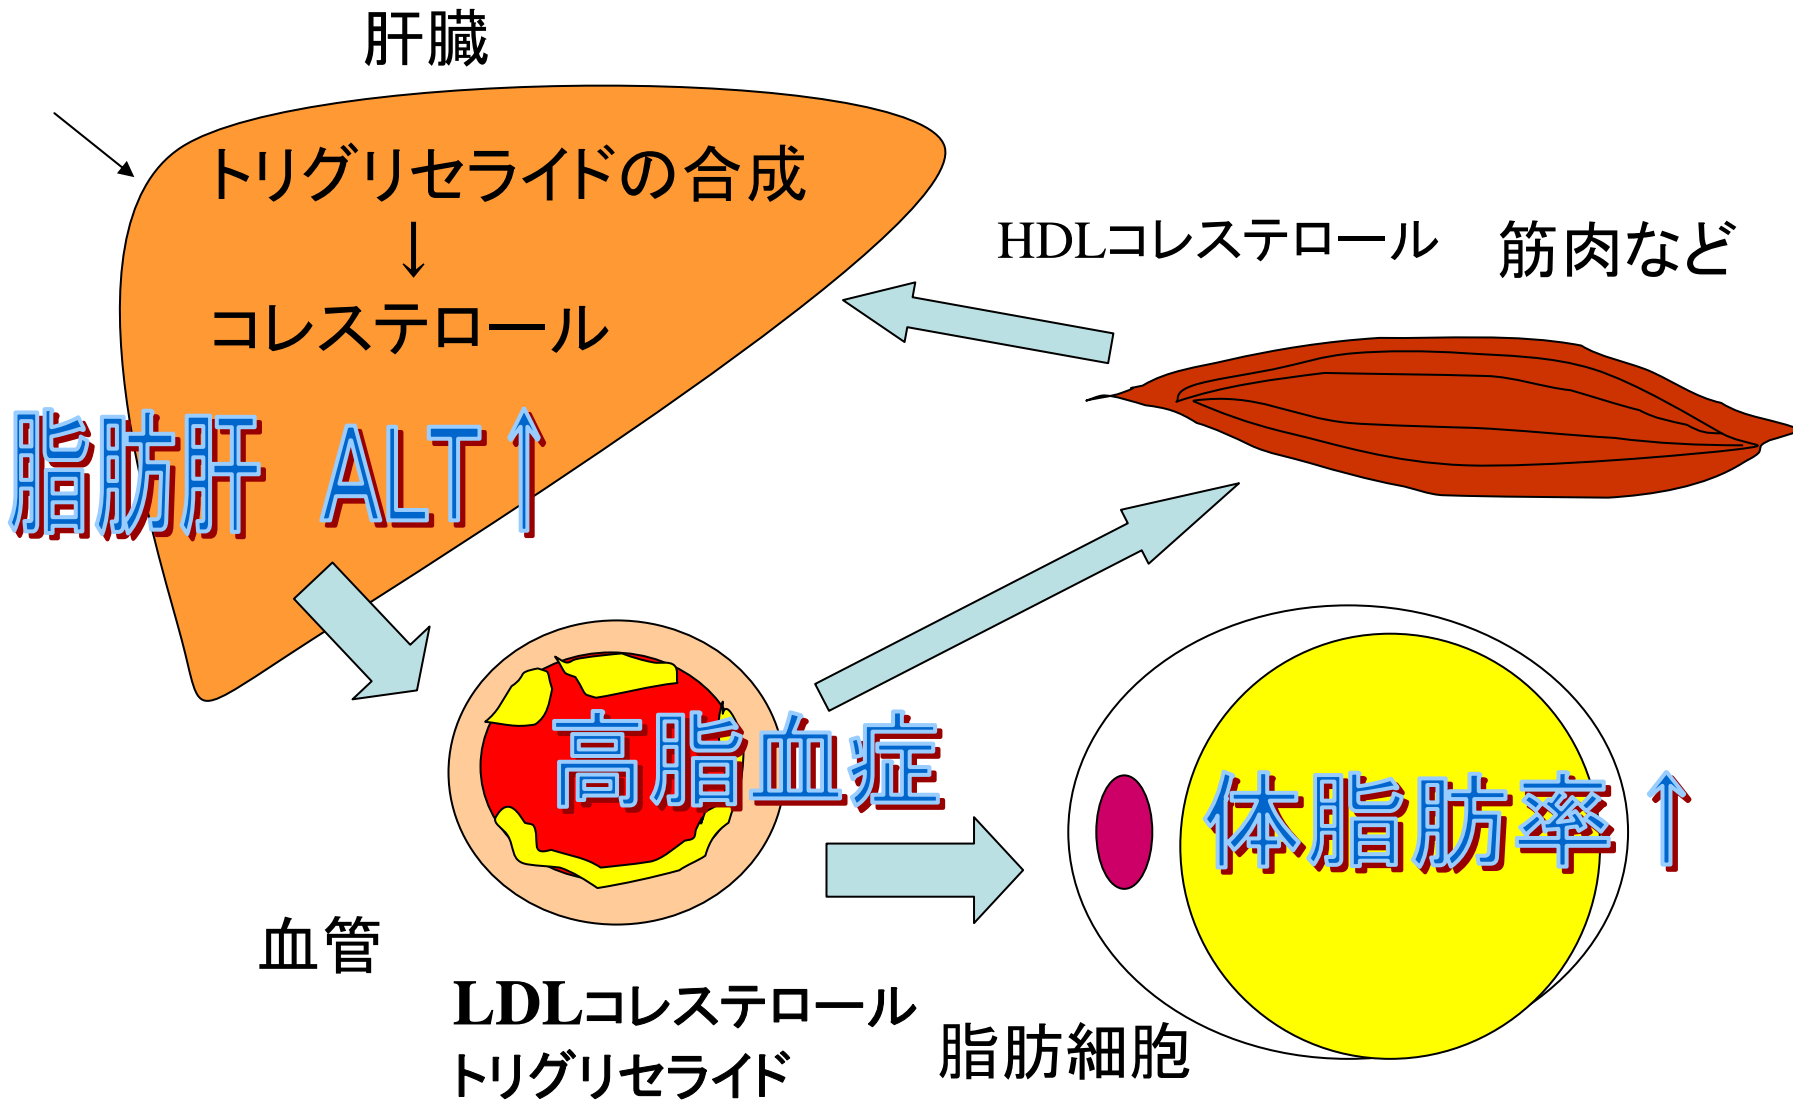 肝臓
トリグリセライドの合成
↓
コレステロール
HDLコレステロール
筋肉など
脂肪肝 ALT↑
高脂血症
体脂肪率↑
血管
LDLコレステロール
トリグリセライド
脂肪細胞